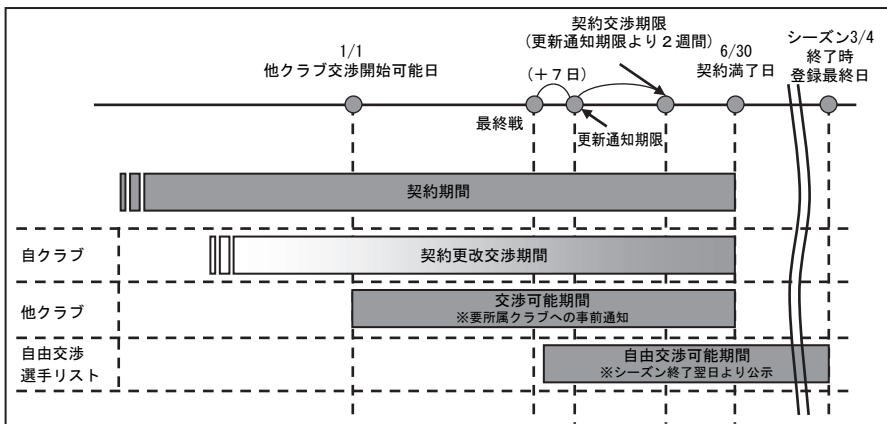 契約交渉期限
(更新通知期限より２週間)
1/1
他クラブ交渉開始可能日
6/30
契約満了日
シーズン3/4
終了時
登録最終日
(＋７日)
最終戦
更新通知期限
契約期間
自クラブ
契約更改交渉期間
他クラブ
交渉可能期間
※要所属クラブへの事前通知
自由交渉
選手リスト
自由交渉可能期間
※シーズン終了翌日より公示